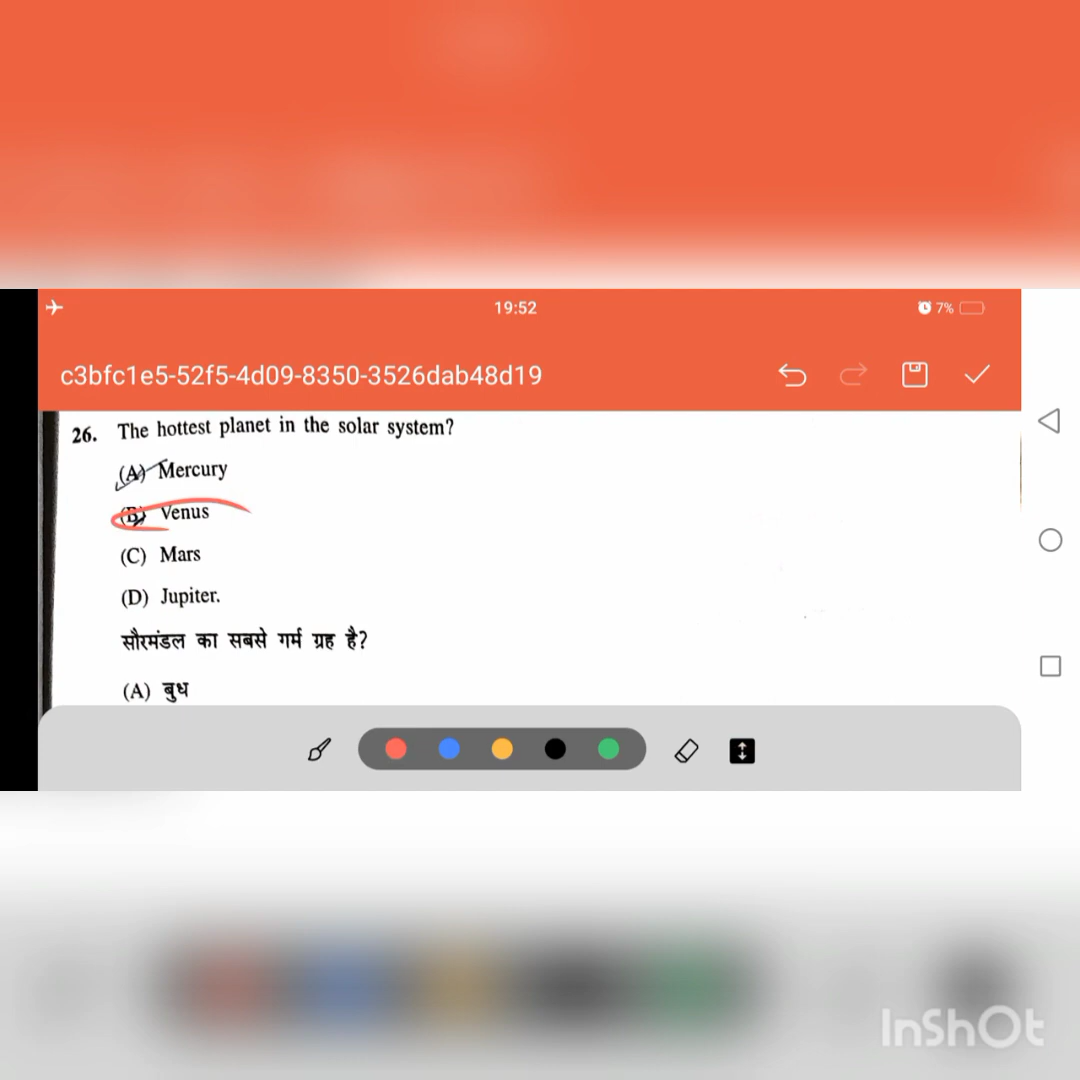 19:52
7%
c3bfc1e5-52f5-4d09-8350-3526dab48d19
26. The hottest planet in the solar system?
(A) Mercury
(B) Venus
(C) Mars
(D) Jupiter.
सौरमंडल का सबसे गर्म ग्रह है?
(A) बुध
InShOt